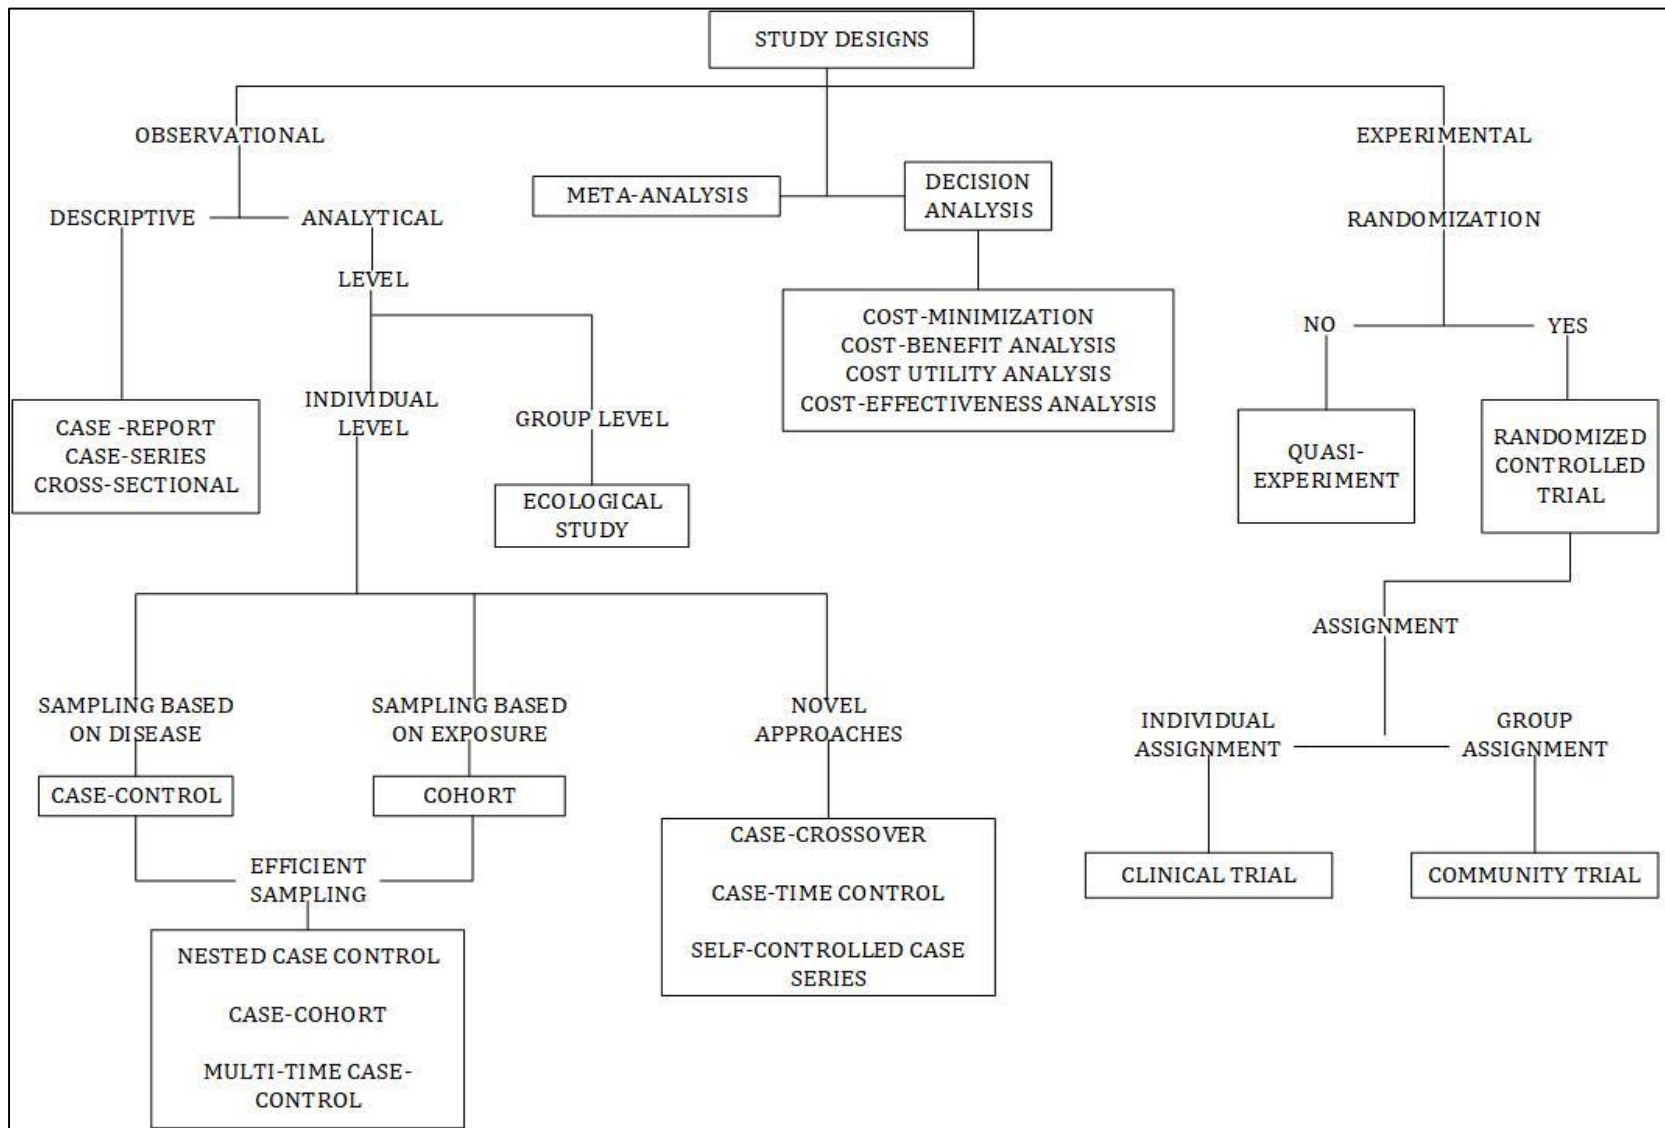 STUDY DESIGNS
OBSERVATIONAL
EXPERIMENTAL
META-ANALYSIS
DECISION
ANALYSIS
DESCRIPTIVE
ANALYTICAL
RANDOMIZATION
LEVEL
COST-MINIMIZATION
COST-BENEFIT ANALYSIS
COST UTILITY ANALYSIS
COST-EFFECTIVENESS ANALYSIS
NO
YES
INDIVIDUAL
LEVEL
GROUP LEVEL
CASE -REPORT
CASE-SERIES
CROSS-SECTIONAL
QUASI-
EXPERIMENT
RANDOMIZED
CONTROLLED
TRIAL
ECOLOGICAL
STUDY
ASSIGNMENT
SAMPLING BASED
ON DISEASE
SAMPLING BASED
ON EXPOSURE
NOVEL
APPROACHES
INDIVIDUAL
ASSIGNMENT
GROUP
ASSIGNMENT
CASE-CONTROL
COHORT
EFFICIENT
SAMPLING
CASE-CROSSOVER
CASE-TIME CONTROL
SELF-CONTROLLED CASE
SERIES
CLINICAL TRIAL
COMMUNITY TRIAL
NESTED CASE CONTROL
CASE-COHORT
MULTI-TIME CASE-
CONTROL